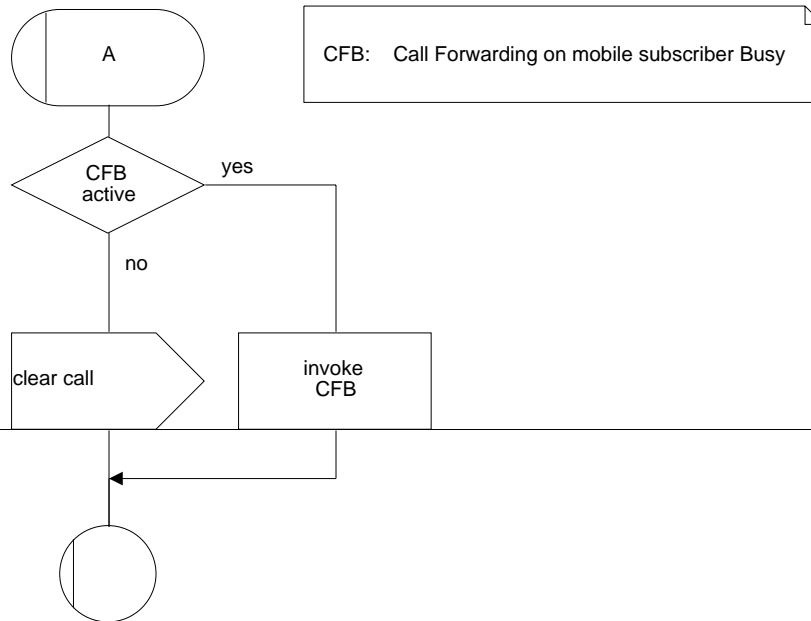 A
CFB: Call Forwarding on mobile subscriber Busy
CFB
active
yes
no
clear call
invoke
CFB